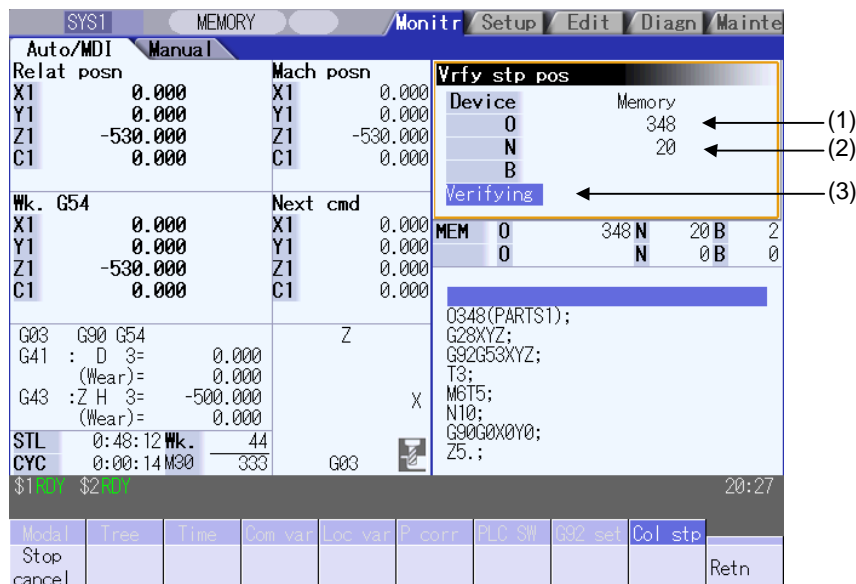 SYS1 MEMORY Monitr Setup Edit Diagn Mainte
Auto/MDI Manual
Relat posn
X1 0.000
Y1 0.000
Z1 -530.000
C1 0.000
Mach posn
X1 0.000
Y1 0.000
Z1 -530.000
C1 0.000
Vrfy stp pos
Device Memory
O 348 (1)
N 20 (2)
B
Verifying (3)
Wk. G54
X1 0.000
Y1 0.000
Z1 -530.000
C1 0.000
Next cmd
X1 0.000
Y1 0.000
Z1 0.000
C1 0.000
MEM O 348 N 20 B 2
O N 0 B 0
O348(PARTS1);
G28XYZ;
G92G53XYZ;
T3;
M6T5;
N10;
G90G0X0Y0;
Z5.;
G03 G90 G54
G41 : D 3= 0.000
(Wear)= 0.000
G43 :Z H 3= -500.000
(Wear)= 0.000
Z
X
G03
STL 0:48:12 Wk. 44
CYC 0:00:14 M30 333
$1RDY $2RDY 20:27
Modal Tree Time Com var Loc var P corr PLC SW G92 set Col stp
Stop
cancel
Retn